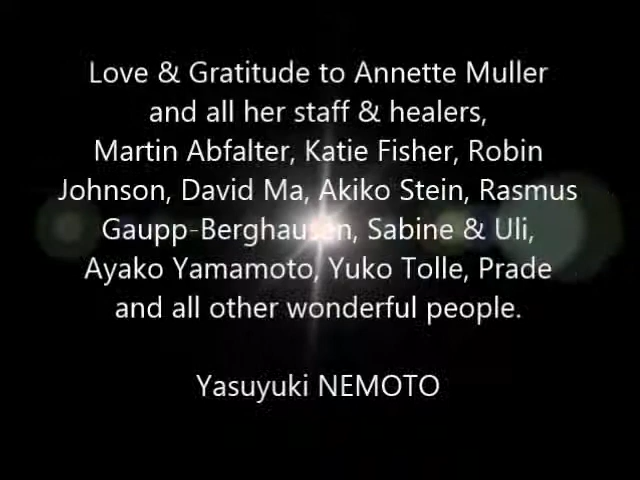 Love & Gratitude to Annette Muller
and all her staff & healers,
Martin Abfalter, Katie Fisher, Robin
Johnson, David Ma, Akiko Stein, Rasmus
Gaupp-Berghausen, Sabine & Uli,
Ayako Yamamoto, Yuko Tolle, Prade
and all other wonderful people.
Yasuyuki NEMOTO